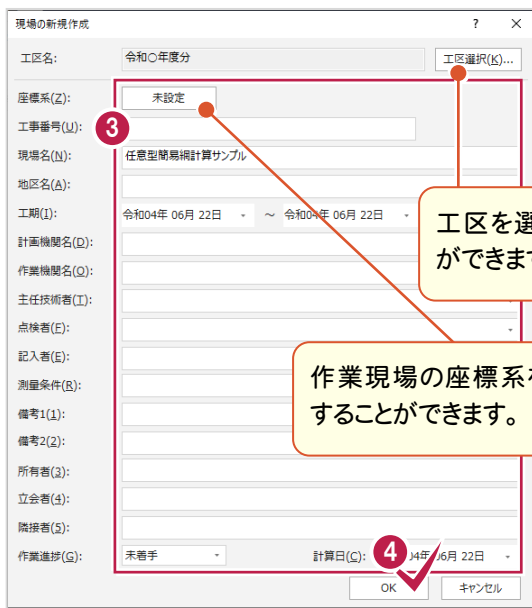 現場の新規作成 ? ×
工区名: 令和○年度分 工区選択(K)...
座標系(Z): 未設定
3
工事番号(U):
現場名(N): 任意型簡易網計算サンプル
地区名(A):
工期(I): 令和04年 06月 22日 ～ 令和04年 06月 22日
工区を選
ができます
計画機関名(D):
作業機関名(O):
主任技術者(T):
点検者(F):
記入者(E):
作業現場の座標系を
することができます。
測量条件(R):
備考1(1):
備考2(2):
所有者(3):
立会者(4):
隣接者(5):
作業進捗(G): 未着手 計算日(C): 4 04年 06月 22日
OK キャンセル